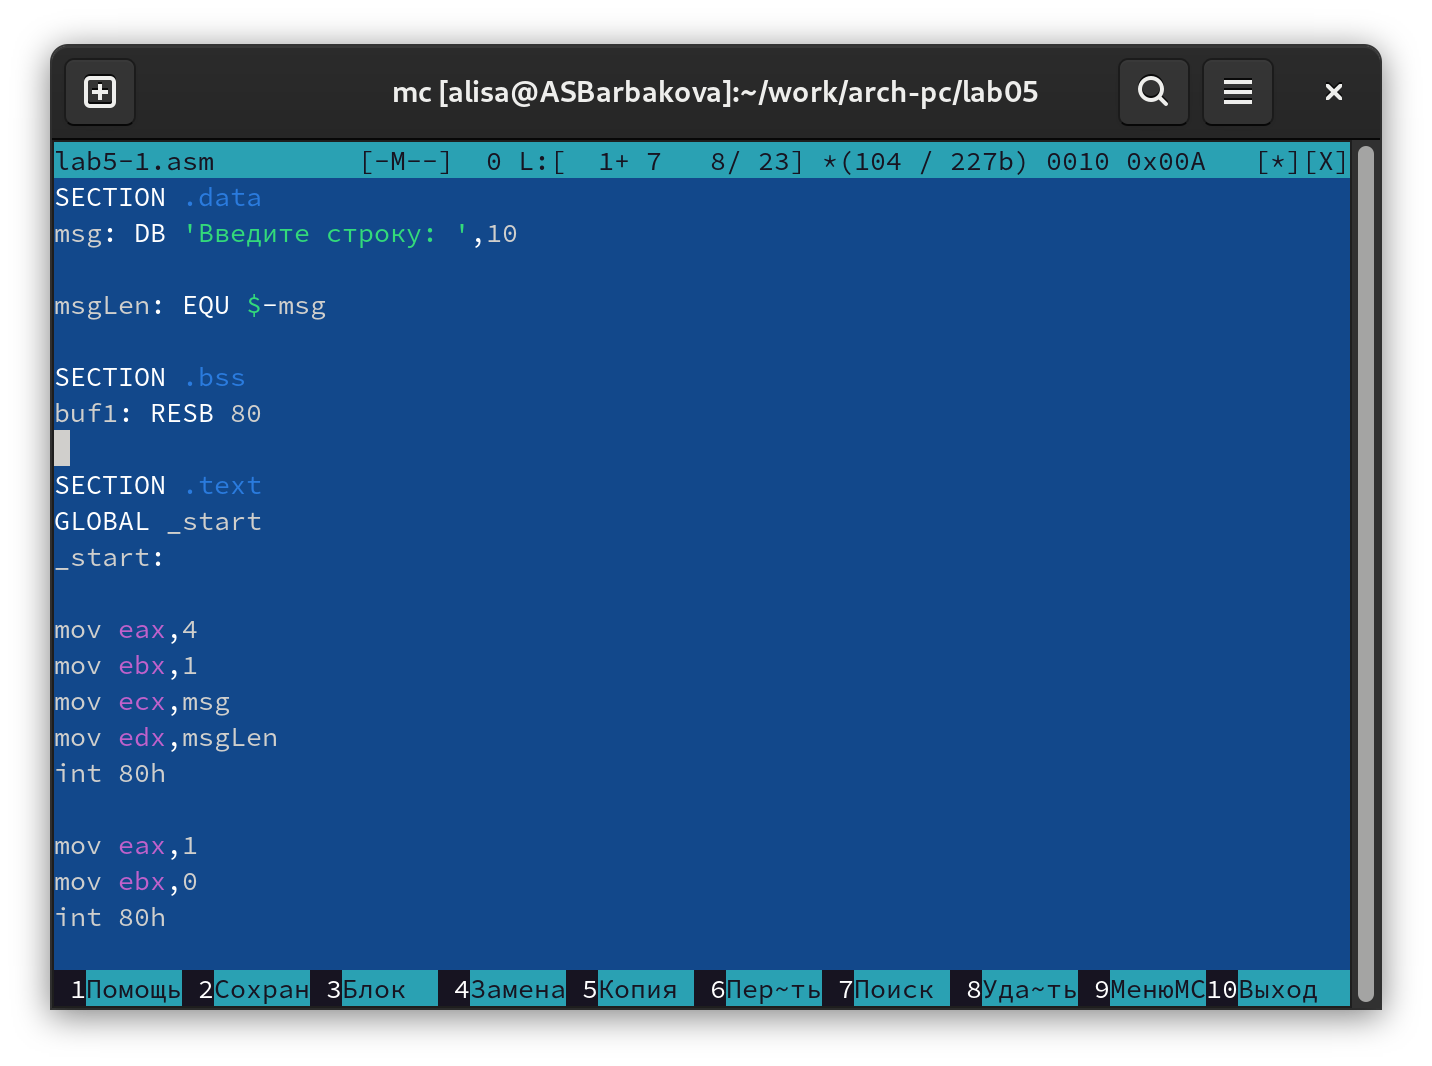 mc [alisa@ASBarbakova]:~/work/arch-pc/lab05
lab5-1.asm [-M--] 0 L:[ 1+ 7 8/ 23] *(104 / 227b) 0010 0x00A [*][X]
SECTION .data
msg: DB 'Введите строку: ',10
msgLen: EQU $-msg
SECTION .bss
buf1: RESB 80
SECTION .text
GLOBAL _start
_start:
mov eax,4
mov ebx,1
mov ecx,msg
mov edx,msgLen
int 80h
mov eax,1
mov ebx,0
int 80h
1Помощь 2Сохран 3Блок 4Замена 5Копия 6Пер~ть 7Поиск 8Уда~ть 9МенюМС10Выход